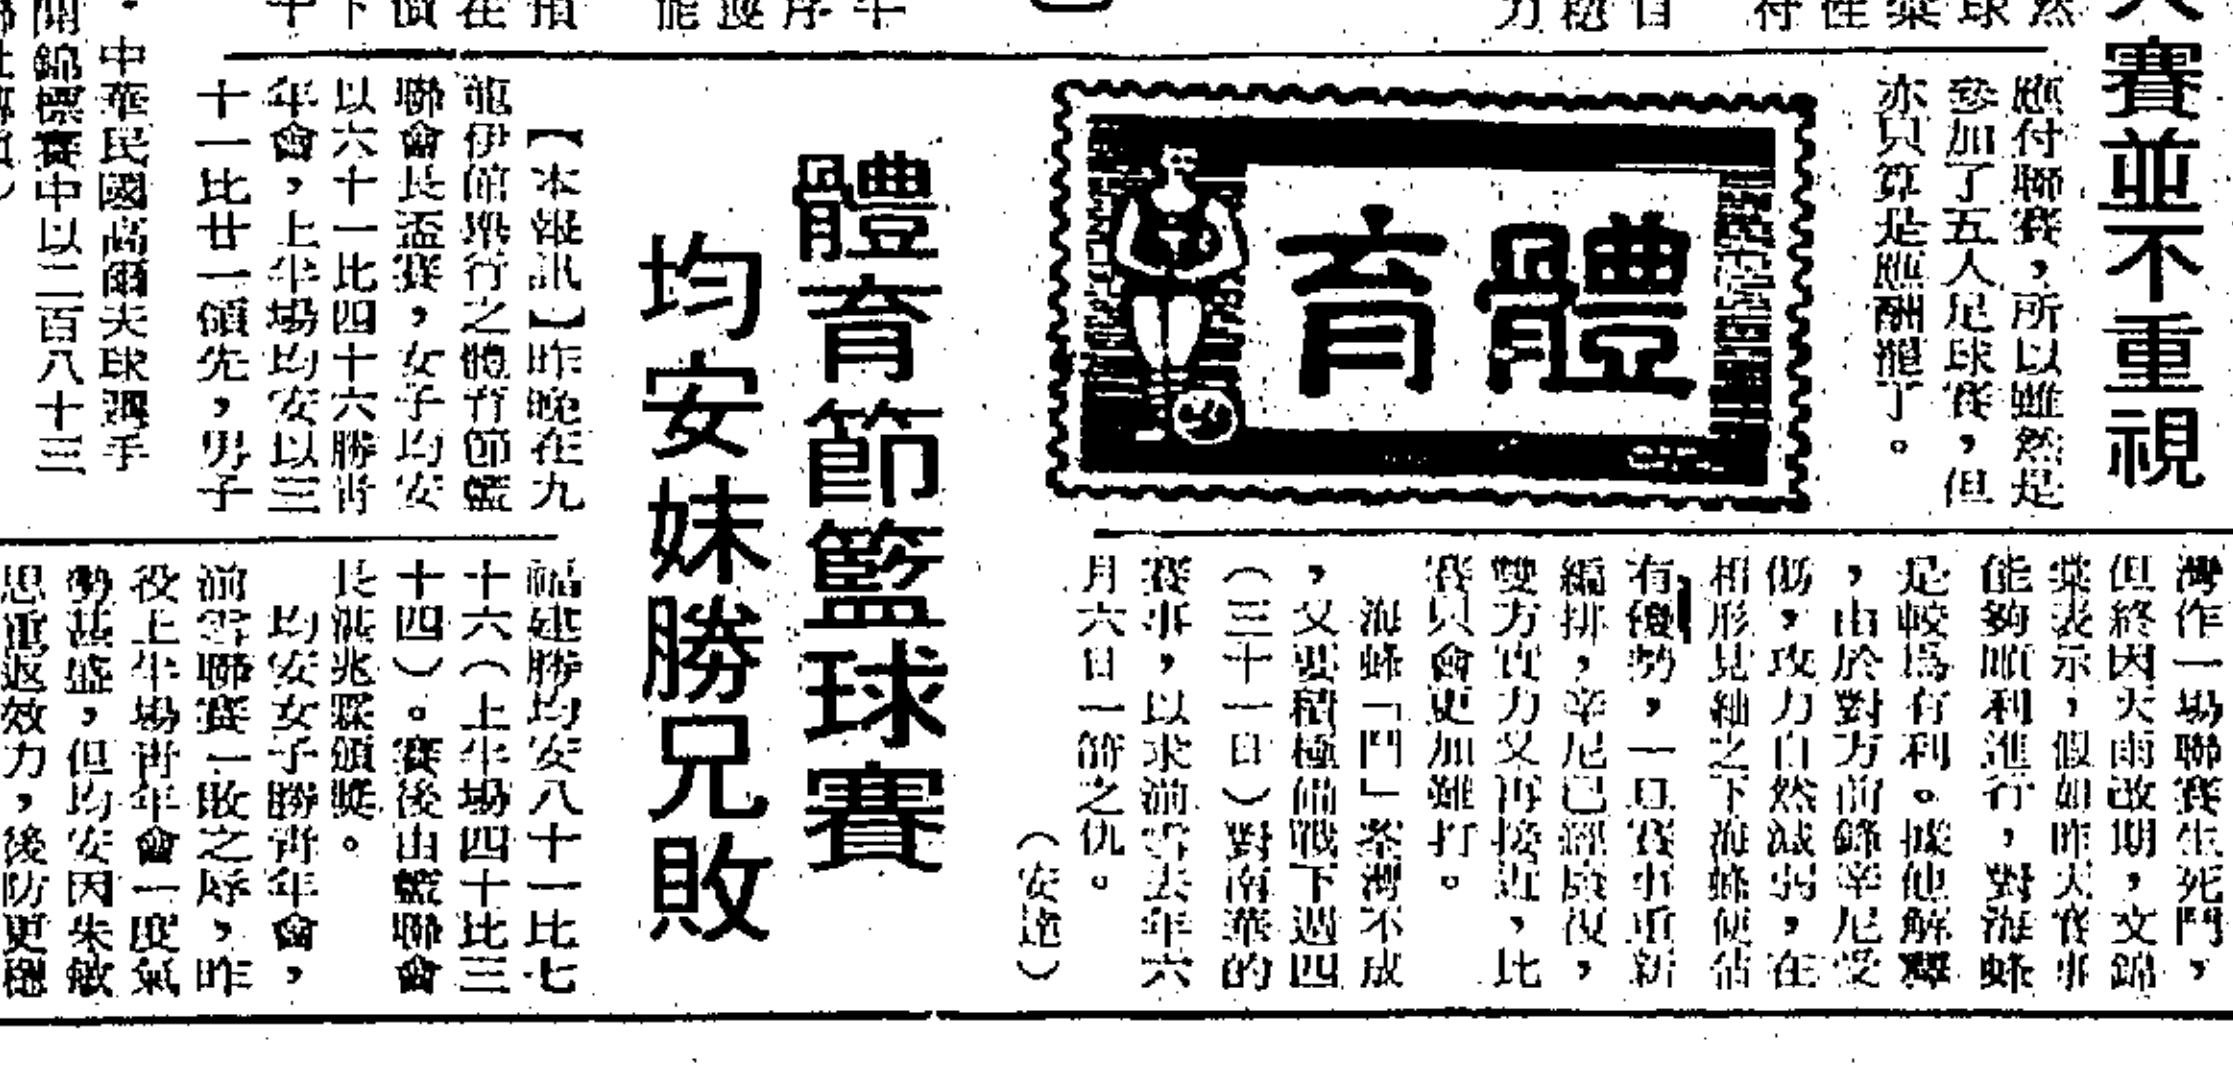 大賽並不重視
應付聯賽，所以雖然是
參加了五人足球賽，但
亦只算是應酬罷了。
體育
灣作一場聯賽生死鬥，
但終因天雨改期，文錦
棠表示，假如昨天賽事
能夠順利進行，對海蜂
是較為有利。據他解釋
，由於對方前鋒辛尼受
傷，攻力自然減弱，在
相形見絀之下海蜂便佔
有優勢，一旦賽事重新
編排，辛尼已經康復，
雙方實力又再接近，比
賽只會更加難打。
海蜂「鬥」荃灣不成
，又要積極備戰下週四
（三十一日）對南華的
賽事，以求湔雪去年六
月六日一箭之仇。
（安達）
體育節籃球賽
均安妹勝兄敗
【本報訊】昨晚在九
龍伊館舉行之體育節籃
聯會長盃賽，女子均安
以六十一比四十六勝青
年會，上半場均安以三
十一比廿一領先，男子
福建勝均安八十一比七
十六（上半場四十比三
十四）。賽後由籃聯會
長湛兆霖頒獎。
均安女子勝青年會，
湔雪聯賽一敗之辱，昨
役上半場青年會一度氣
勢甚盛，但均安因朱敏
思重返效力，後防更穩
中華民國高爾夫球選手
開錦標賽中以二百八十三